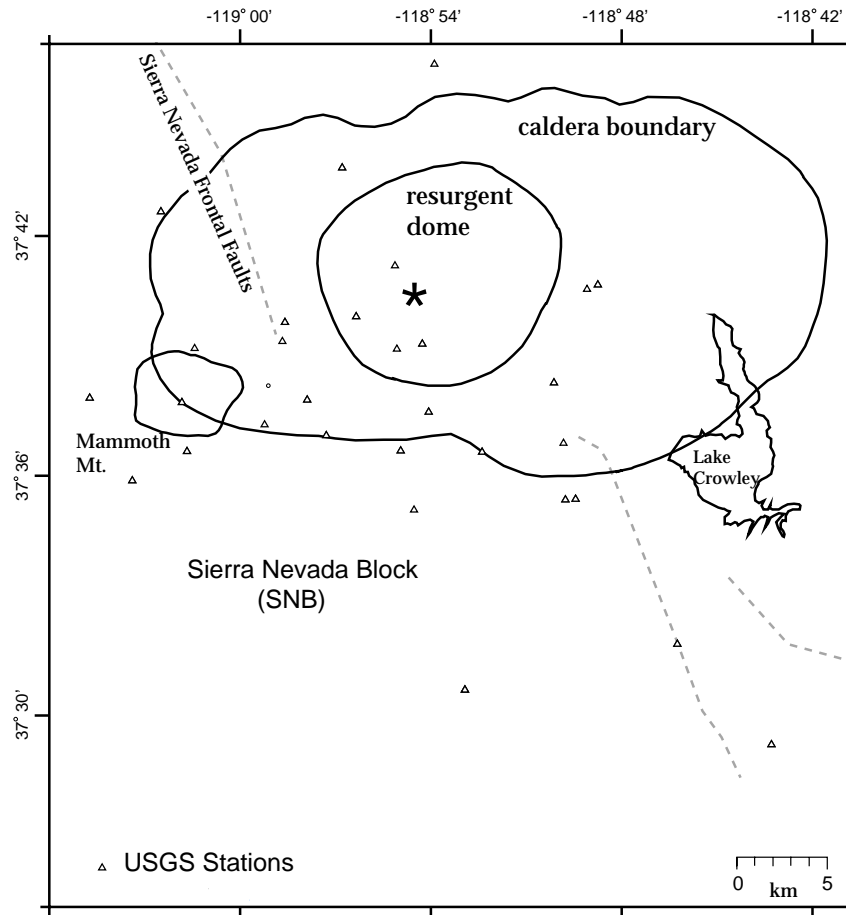 -119° 00'
-118° 54'
-118° 48'
-118° 42'
caldera boundary
Sierra Nevada Frontal Faults
resurgent
dome
37° 42'
Mammoth
Mt.
Lake
Crowley
37° 36'
Sierra Nevada Block
(SNB)
37° 30'
USGS Stations
0
5
km